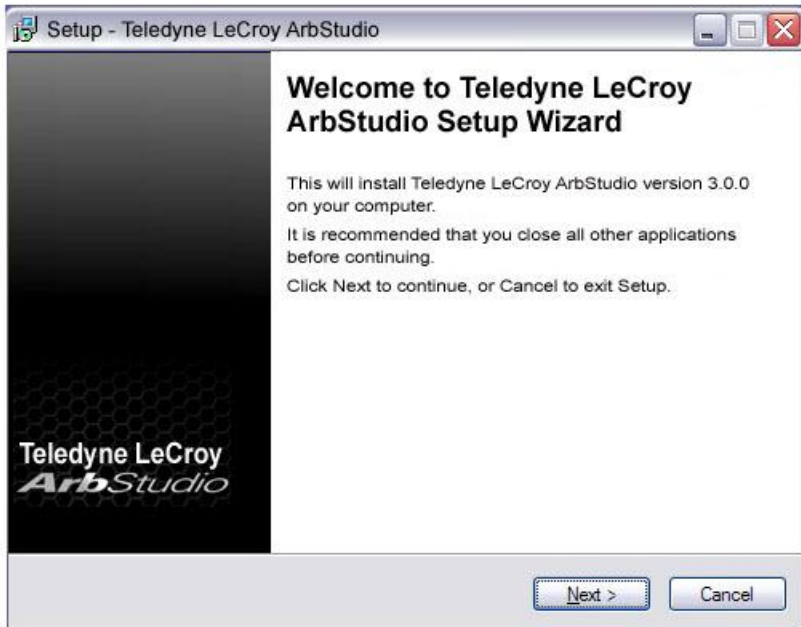 Setup - Teledyne LeCroy ArbStudio
Welcome to Teledyne LeCroy
ArbStudio Setup Wizard
This will install Teledyne LeCroy ArbStudio version 3.0.0
on your computer.
It is recommended that you close all other applications
before continuing.
Click Next to continue, or Cancel to exit Setup.
Teledyne LeCroy
ArbStudio
Next >
Cancel